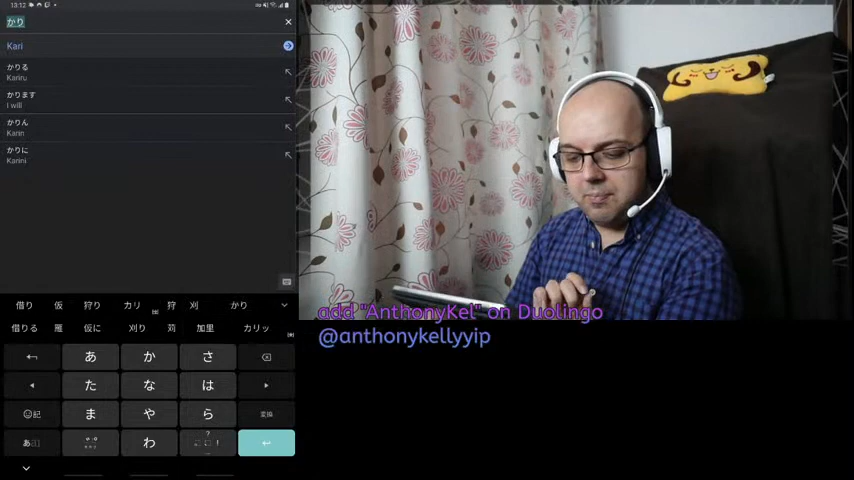 13:12
かり
Kari
かりる
Kariru
かります
I will
かりん
Karin
かりに
Karini
借り 仮 狩り カリ 狩 刈 かり
借りる 雁 仮に 刈り 苅 加里 カリッ
あ か さ
た な は
ま や ら 変換
☺記
あ わ
add "AnthonyKel" on Duolingo
@anthonykellyyip